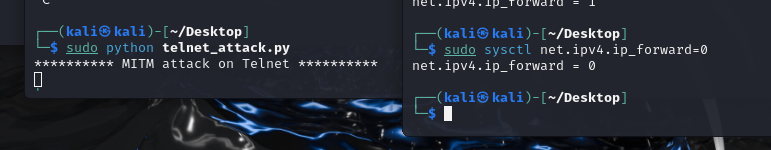 ┌──(kali㉿kali)-[~/Desktop]
└─$ sudo python telnet_attack.py
********** MITM attack on Telnet **********
net.ipv4.ip_forward = 1
┌──(kali㉿kali)-[~/Desktop]
└─$ sudo sysctl net.ipv4.ip_forward=0
net.ipv4.ip_forward = 0
┌──(kali㉿kali)-[~/Desktop]
└─$